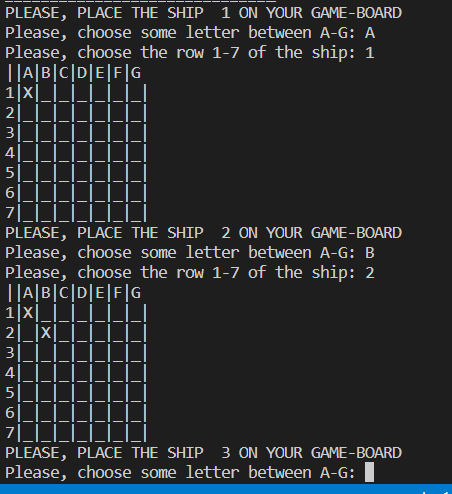 PLEASE, PLACE THE SHIP  1 ON YOUR GAME-BOARD
Please, choose some letter between A-G: A
Please, choose the row 1-7 of the ship: 1
||A|B|C|D|E|F|G
1|X|_|_|_|_|_|_|
2|_|_|_|_|_|_|_|
3|_|_|_|_|_|_|_|
4|_|_|_|_|_|_|_|
5|_|_|_|_|_|_|_|
6|_|_|_|_|_|_|_|
7|_|_|_|_|_|_|_|
PLEASE, PLACE THE SHIP  2 ON YOUR GAME-BOARD
Please, choose some letter between A-G: B
Please, choose the row 1-7 of the ship: 2
||A|B|C|D|E|F|G
1|X|_|_|_|_|_|_|
2|_|X|_|_|_|_|_|
3|_|_|_|_|_|_|_|
4|_|_|_|_|_|_|_|
5|_|_|_|_|_|_|_|
6|_|_|_|_|_|_|_|
7|_|_|_|_|_|_|_|
PLEASE, PLACE THE SHIP  3 ON YOUR GAME-BOARD
Please, choose some letter between A-G: